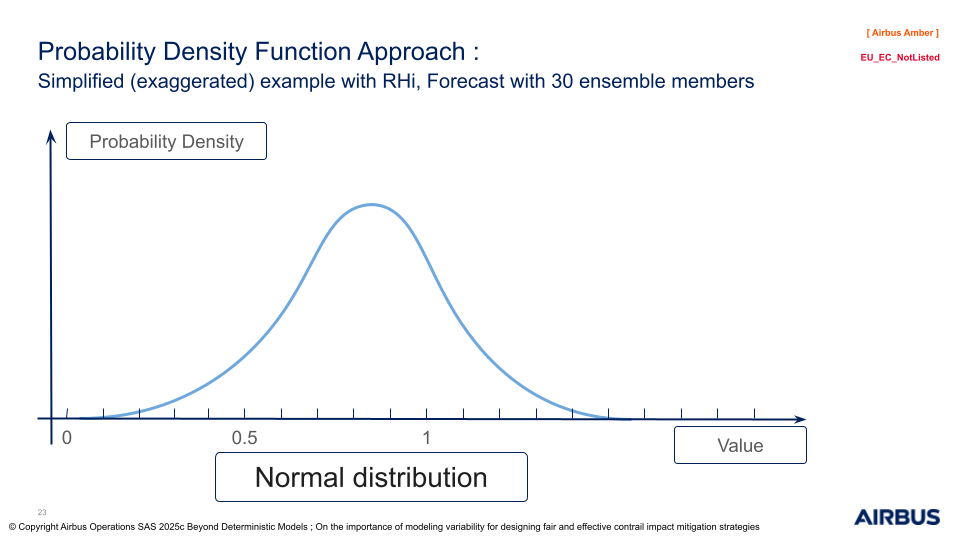 Probability Density Function Approach :
Simplified (exaggerated) example with RHi, Forecast with 30 ensemble members
[ Airbus Amber ]
EU_EC_NotListed
Probability Density
0
0.5
1
Value
Normal distribution
23
© Copyright Airbus Operations SAS 2025c Beyond Deterministic Models ; On the importance of modeling variability for designing fair and effective contrail impact mitigation strategies
AIRBUS